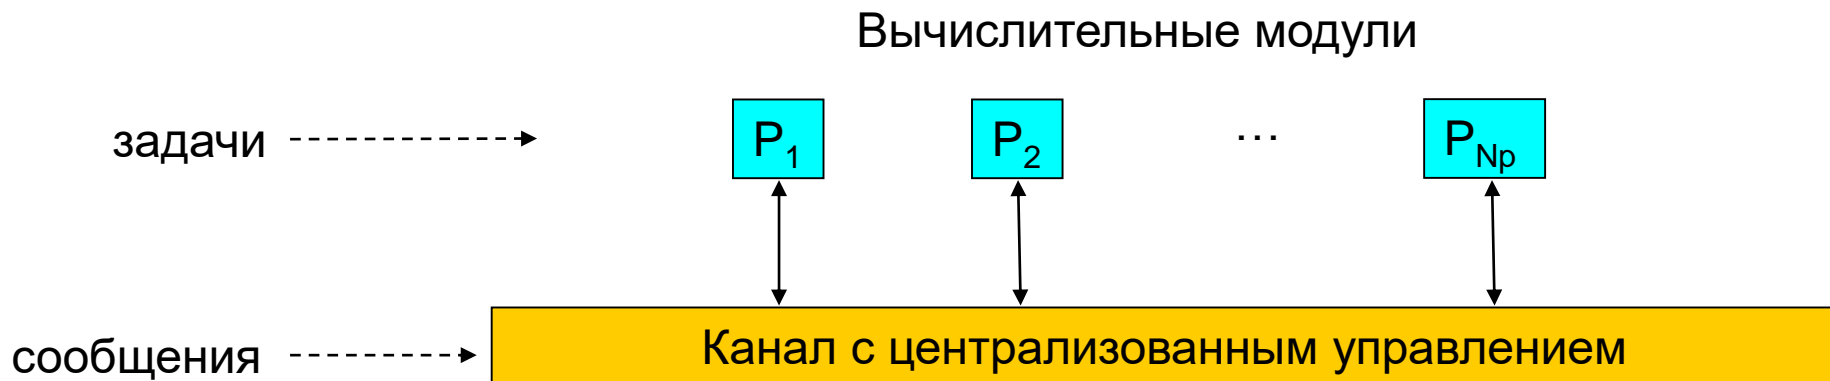 Вычислительные модули
задачи P1 P2 ... PNp
сообщения Канал с централизованным управлением